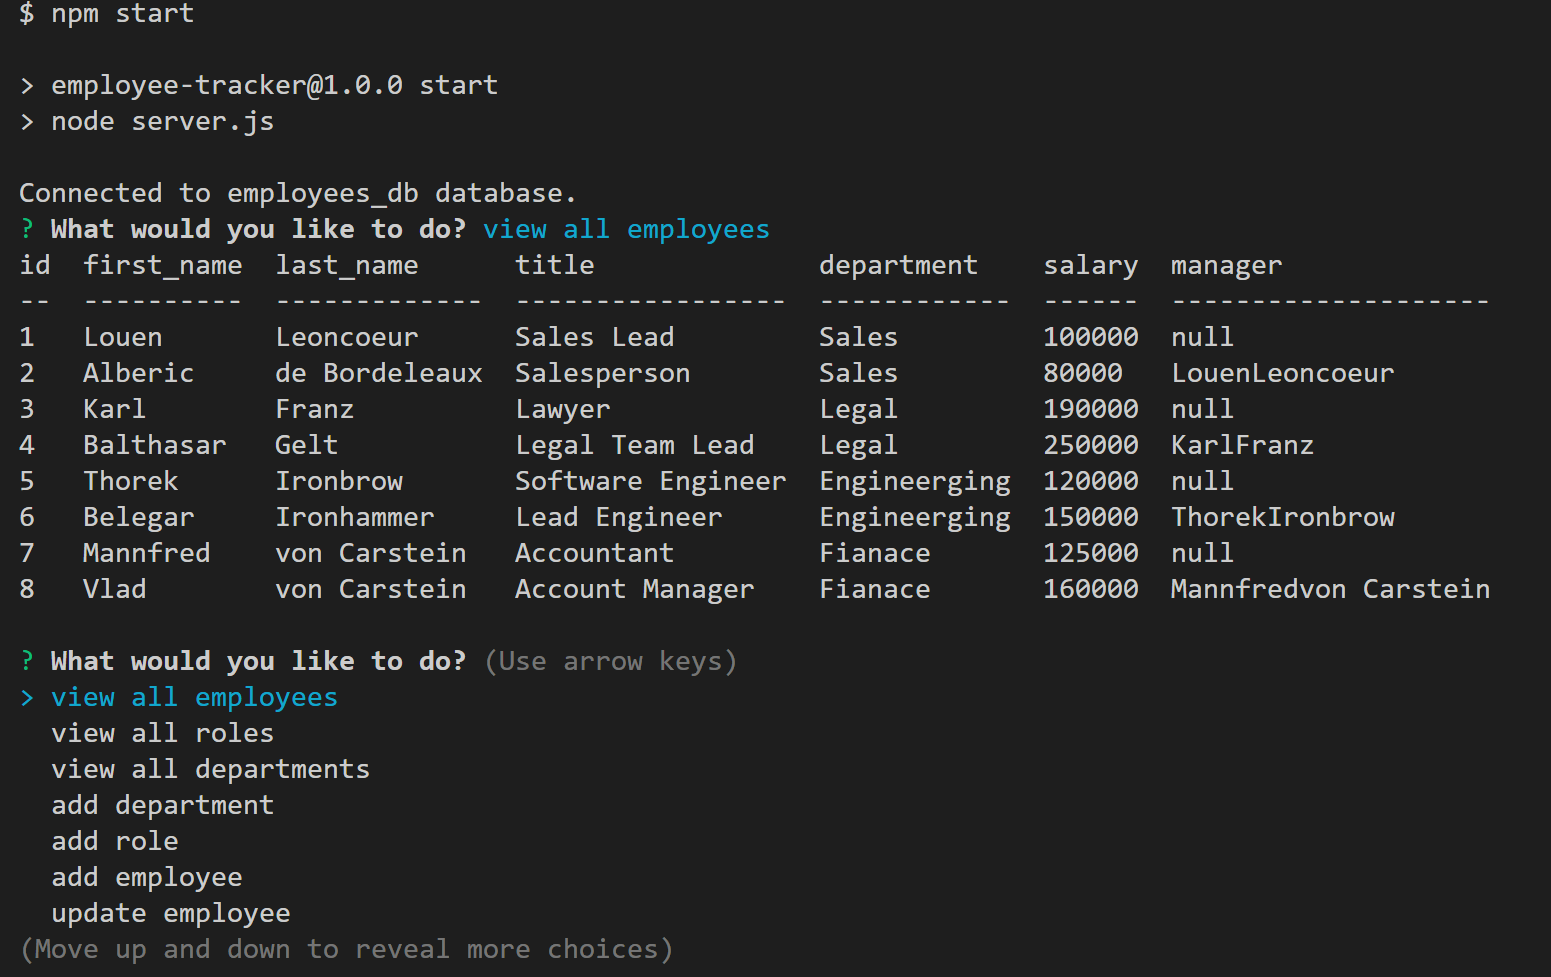 $ npm start
> employee-tracker@1.0.0 start
> node server.js
Connected to employees_db database.
? What would you like to do? view all employees
id  first_name  last_name      title              department    salary  manager
--  ----------  -------------  -----------------  ------------  ------  --------------------
1   Louen       Leoncoeur      Sales Lead         Sales         100000  null
2   Alberic     de Bordeleaux  Salesperson        Sales         80000   LouenLeoncoeur
3   Karl        Franz          Lawyer             Legal         190000  null
4   Balthasar   Gelt           Legal Team Lead    Legal         250000  KarlFranz
5   Thorek      Ironbrow       Software Engineer  Engineerging  120000  null
6   Belegar     Ironhammer     Lead Engineer      Engineerging  150000  ThorekIronbrow
7   Mannfred    von Carstein   Accountant         Fianace       125000  null
8   Vlad        von Carstein   Account Manager    Fianace       160000  Mannfredvon Carstein
? What would you like to do? (Use arrow keys)
> view all employees
  view all roles
  view all departments
  add department
  add role
  add employee
  update employee
(Move up and down to reveal more choices)